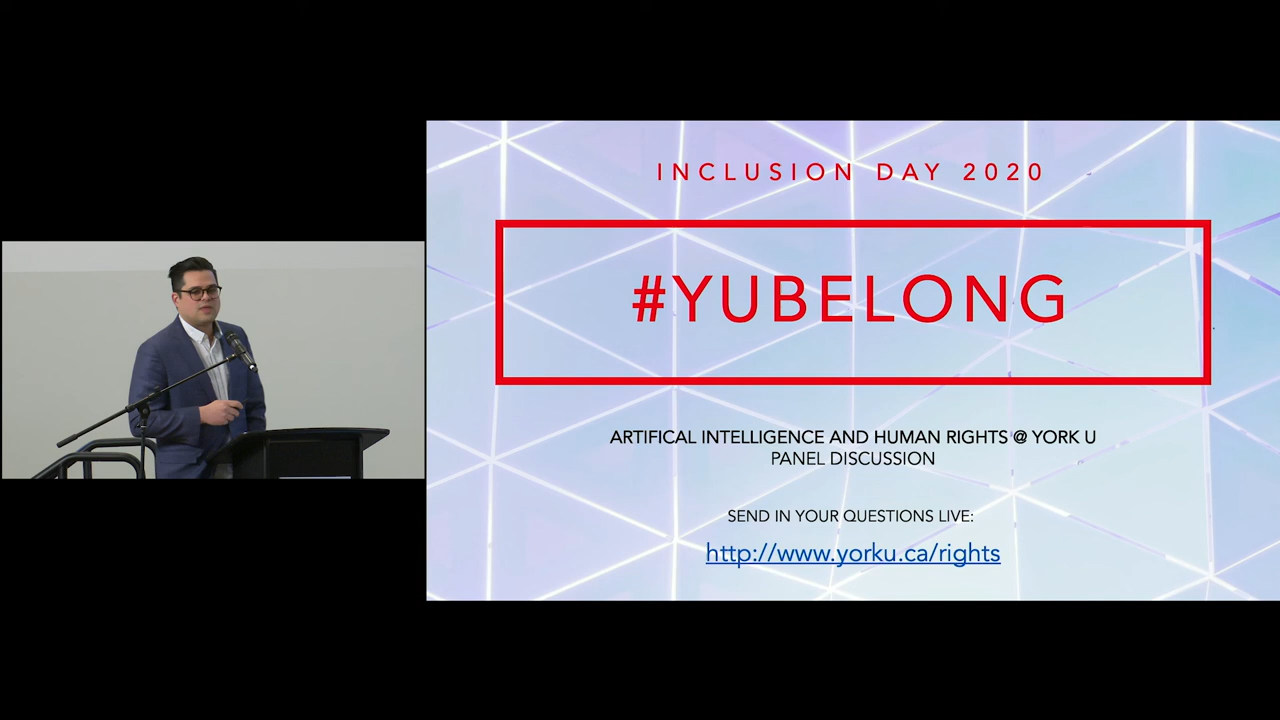 INCLUSION DAY 2020
#YUBELONG
ARTIFICAL INTELLIGENCE AND HUMAN RIGHTS @ YORK U
PANEL DISCUSSION
SEND IN YOUR QUESTIONS LIVE:
http://www.yorku.ca/rights